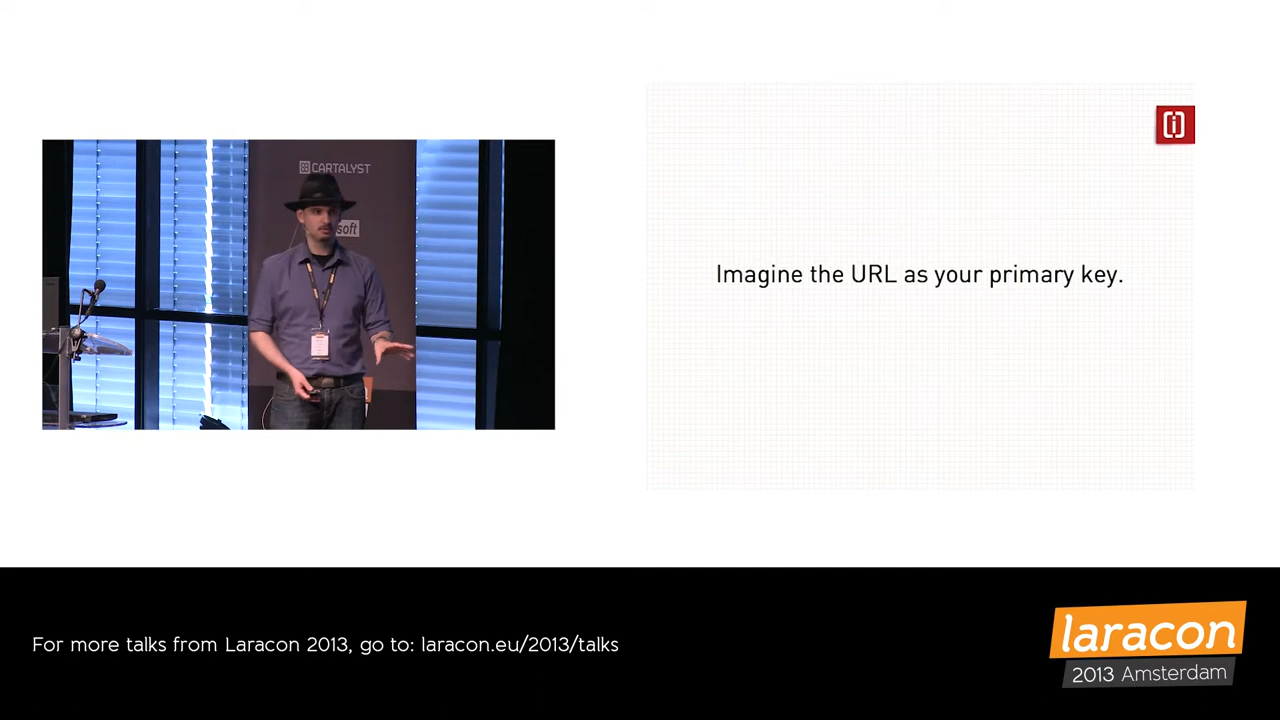 CARTALYST
soft
Imagine the URL as your primary key.
For more talks from Laracon 2013, go to: laracon.eu/2013/talks
laracon
2013 Amsterdam